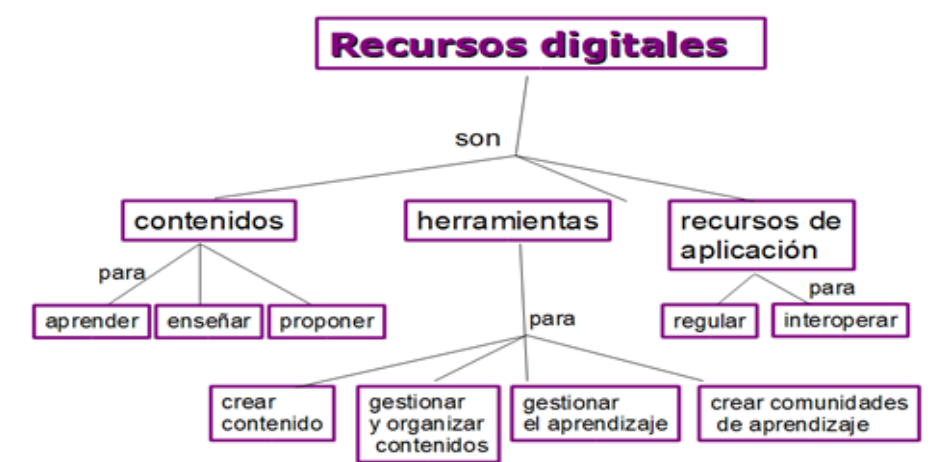 Recursos digitales
son
contenidos
herramientas
recursos de
aplicación
para
aprender
enseñar
proponer
para
regular
interoperar
para
crear
contenido
gestionar
y organizar
contenidos
gestionar
el aprendizaje
crear comunidades
de aprendizaje